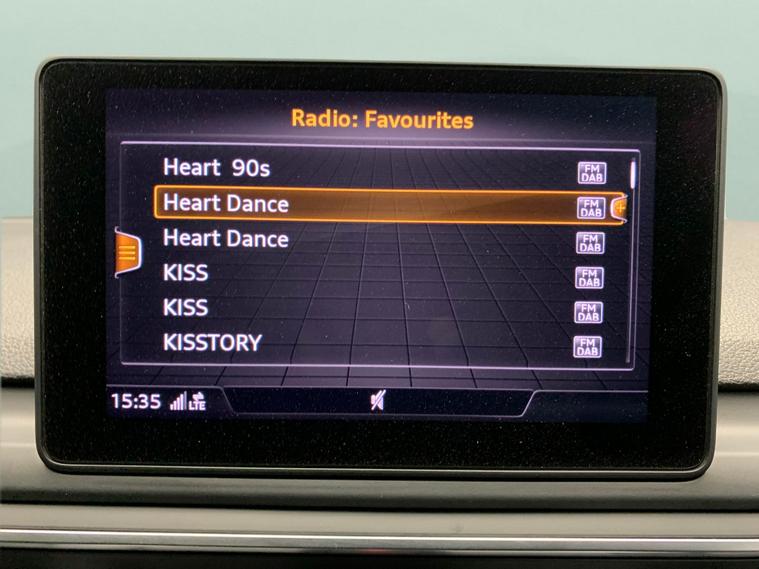 Radio: Favourites
Heart 90s FM DAB
Heart Dance FM DAB
Heart Dance FM DAB
KISS FM DAB
KISS FM DAB
KISSTORY FM DAB
15:35 LTE